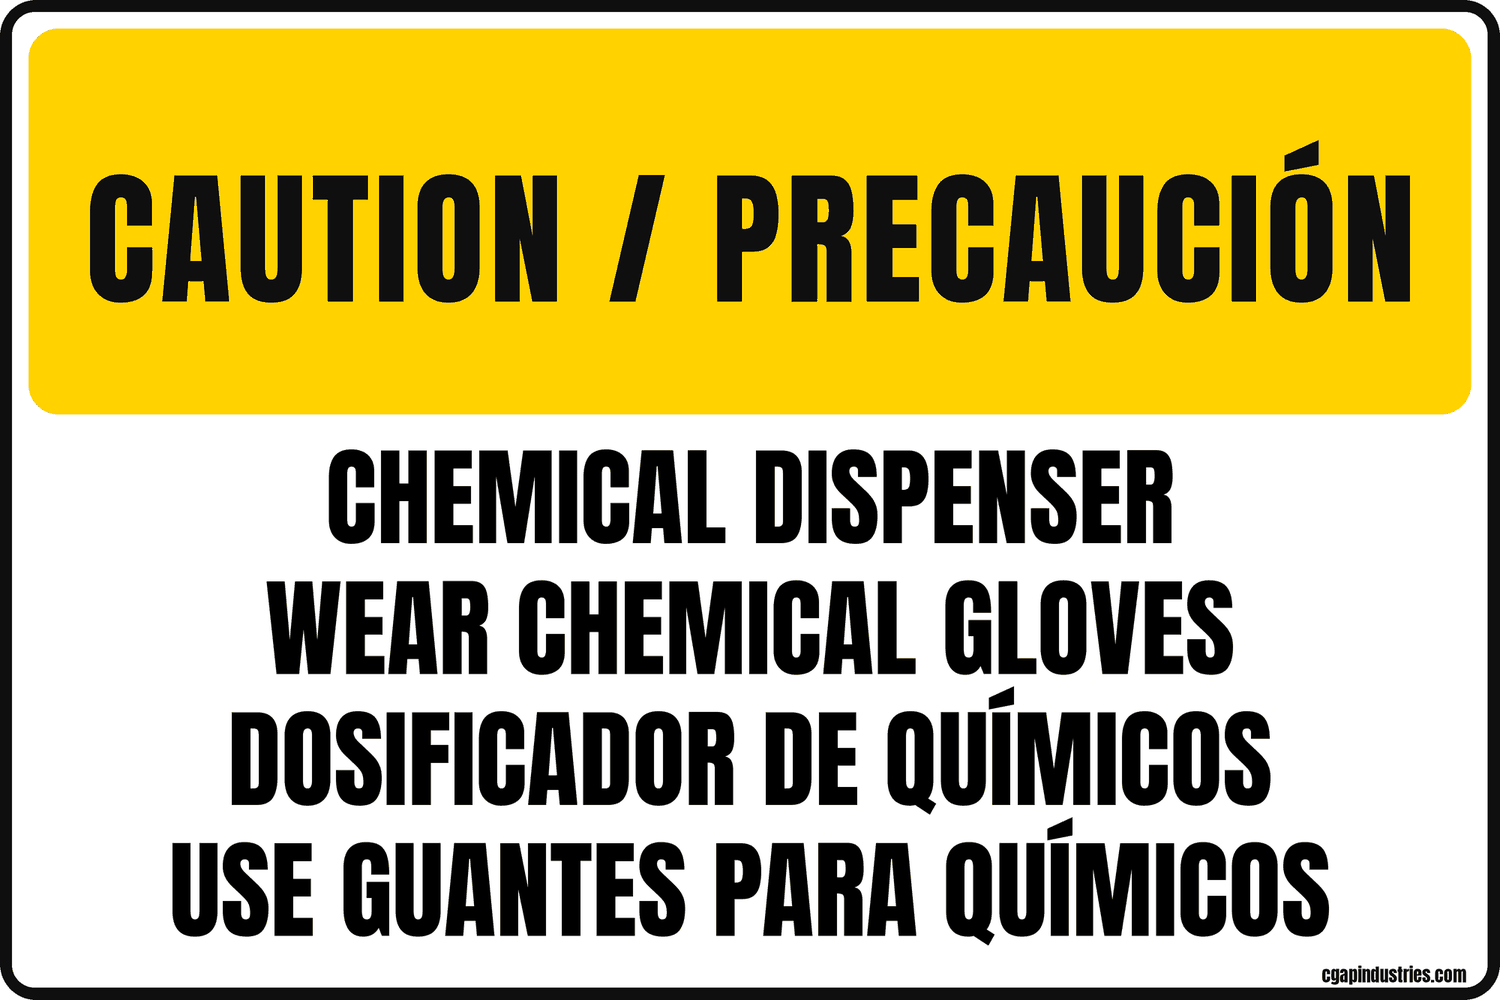 CAUTION / PRECAUCIÓN
CHEMICAL DISPENSER
WEAR CHEMICAL GLOVES
DOSIFICADOR DE QUÍMICOS
USE GUANTES PARA QUÍMICOS
cgapindustries.com